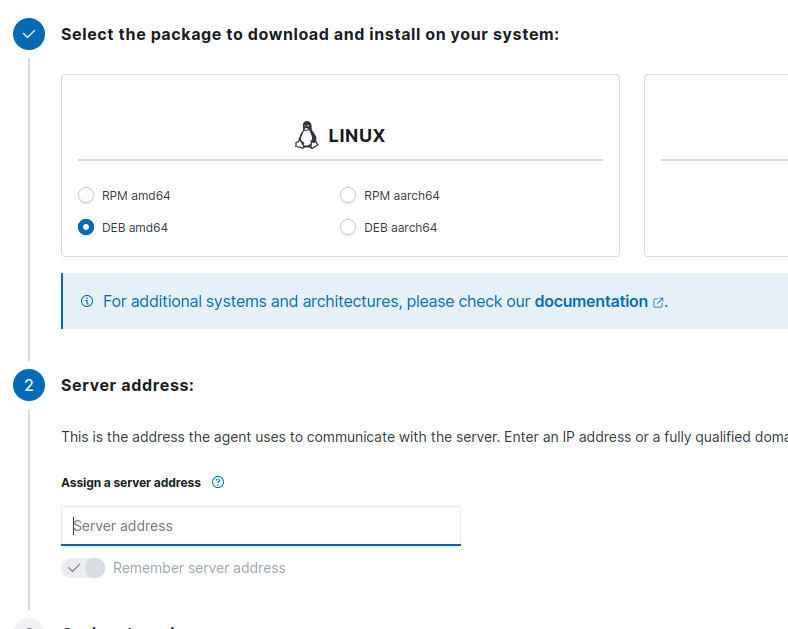 Select the package to download and install on your system:
LINUX
RPM amd64
RPM aarch64
DEB amd64
DEB aarch64
For additional systems and architectures, please check our documentation.
2
Server address:
This is the address the agent uses to communicate with the server. Enter an IP address or a fully qualified
Assign a server address
Server address
Remember server address